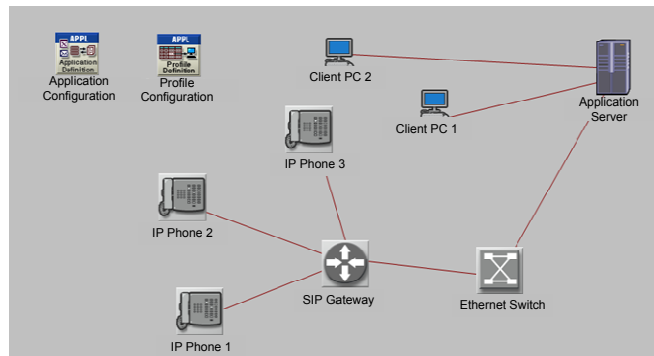 APPL
Application
Definition
Application
Configuration
APPL
Profile
Definition
Profile
Configuration
Client PC 2
Client PC 1
Application
Server
IP Phone 3
IP Phone 2
SIP Gateway
Ethernet Switch
IP Phone 1